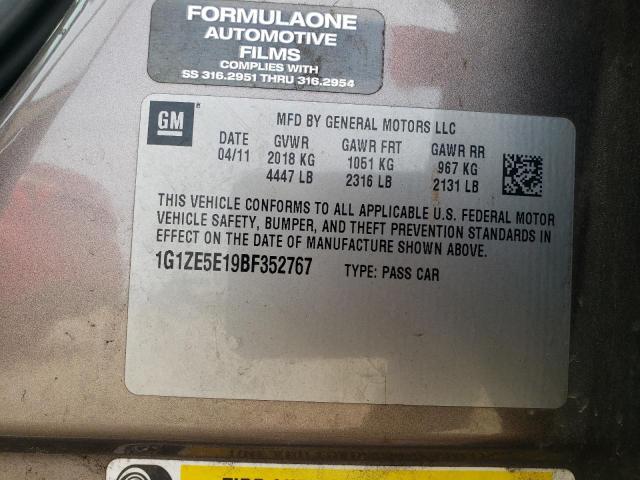 FORMULAONE
AUTOMOTIVE
FILMS
COMPLIES WITH
SS 316.2951 THRU 316.2954
GM ®
MFD BY GENERAL MOTORS LLC
DATE GVWR GAWR FRT GAWR RR
04/11 2018 KG 1051 KG 967 KG
4447 LB 2316 LB 2131 LB
THIS VEHICLE CONFORMS TO ALL APPLICABLE U.S. FEDERAL MOTOR
VEHICLE SAFETY, BUMPER, AND THEFT PREVENTION STANDARDS IN
EFFECT ON THE DATE OF MANUFACTURE SHOWN ABOVE.
1G1ZE5E19BF352767 TYPE: PASS CAR